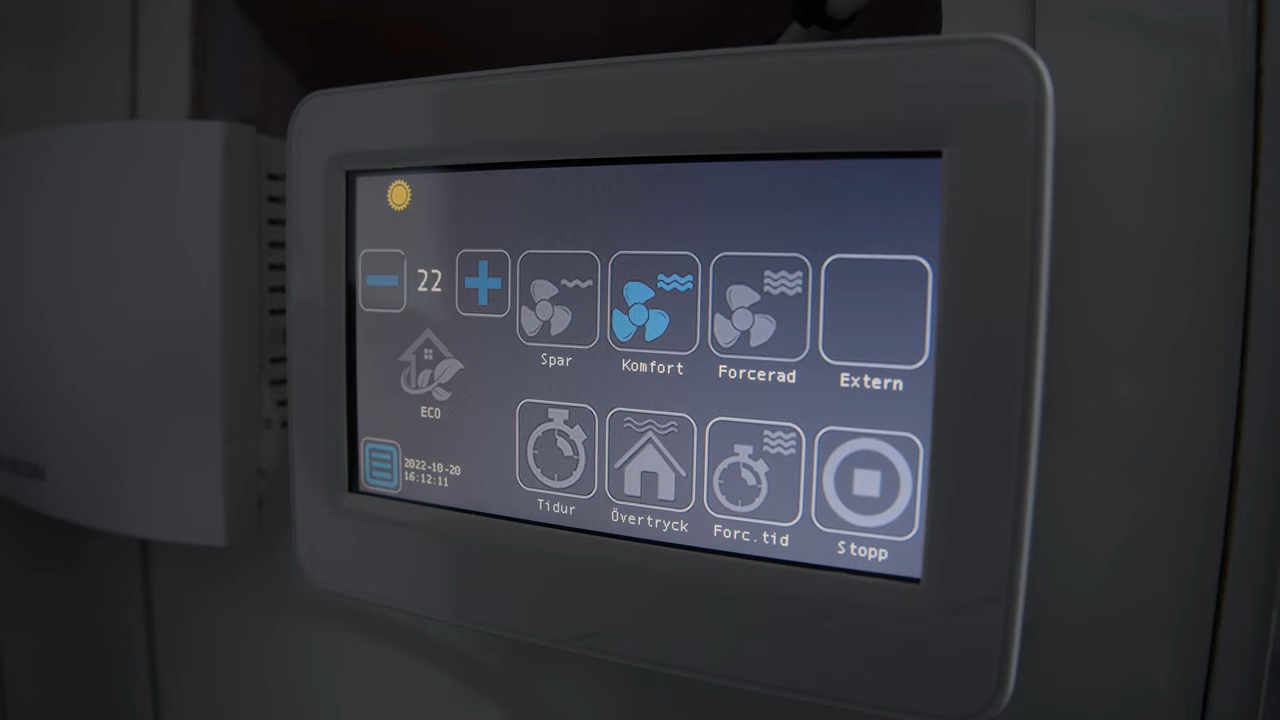 22
Spar
Komfort
Forcerad
Extern
ECO
2022-10-20
16:12:11
Tidur
Övertryck
Forc.tid
Stopp